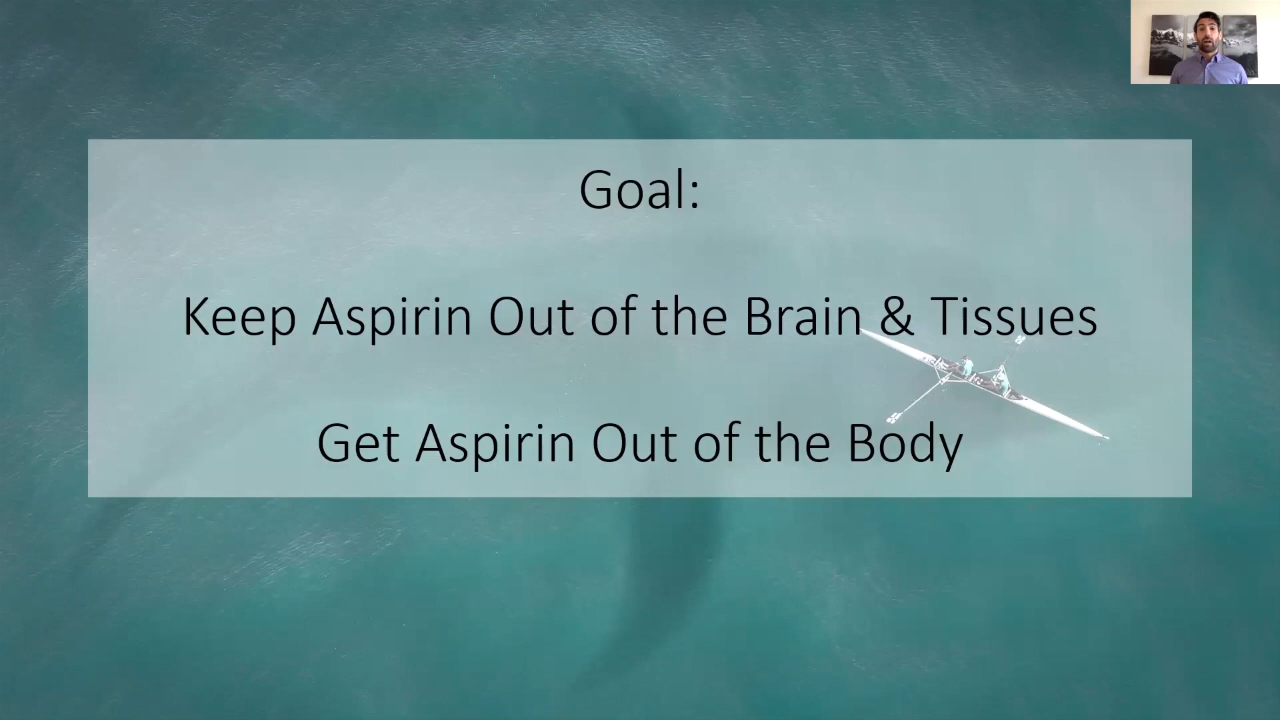 Goal:
Keep Aspirin Out of the Brain & Tissues
Get Aspirin Out of the Body